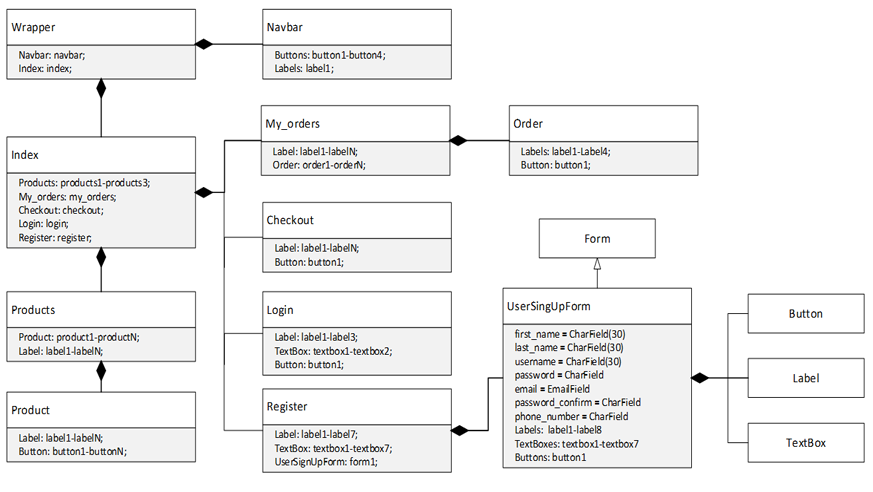 Wrapper
Navbar: navbar;
Index: index;
Navbar
Buttons: button1-button4;
Labels: label1;
My_orders
Label: label1-labelN;
Order: order1-orderN;
Order
Labels: label1-Label4;
Button: button1;
Index
Products: products1-products3;
My_orders: my_orders;
Checkout: checkout;
Login: login;
Register: register;
Checkout
Label: label1-labelN;
Button: button1;
Form
Products
Product: product1-productN;
Label: label1-labelN;
Login
Label: label1-label3;
TextBox: textbox1-textbox2;
Button: button1;
UserSingUpForm
first_name = CharField(30)
last_name = CharField(30)
username = CharField(30)
password = CharField
email = EmailField
password_confirm = CharField
phone_number = CharField
Labels: label1-label8
TextBoxes: textbox1-textbox7
Buttons: button1
Button
Label
TextBox
Product
Label: label1-labelN;
Button: button1-buttonN;
Register
Label: label1-label7;
TextBox: textbox1-textbox7;
UserSignUpForm: form1;